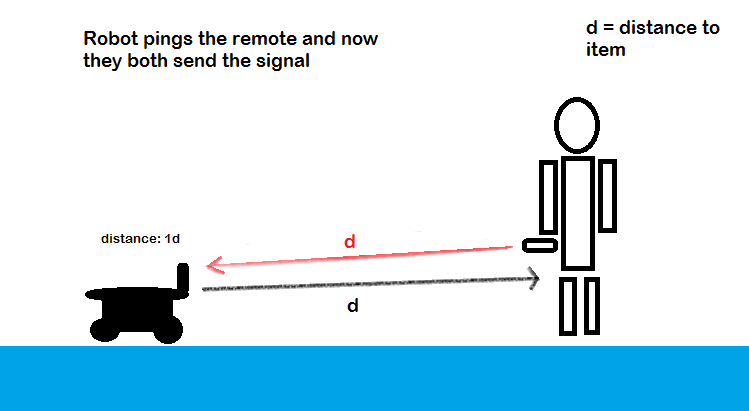 Robot pings the remote and now
they both send the signal
d = distance to
item
distance: 1d
d
d